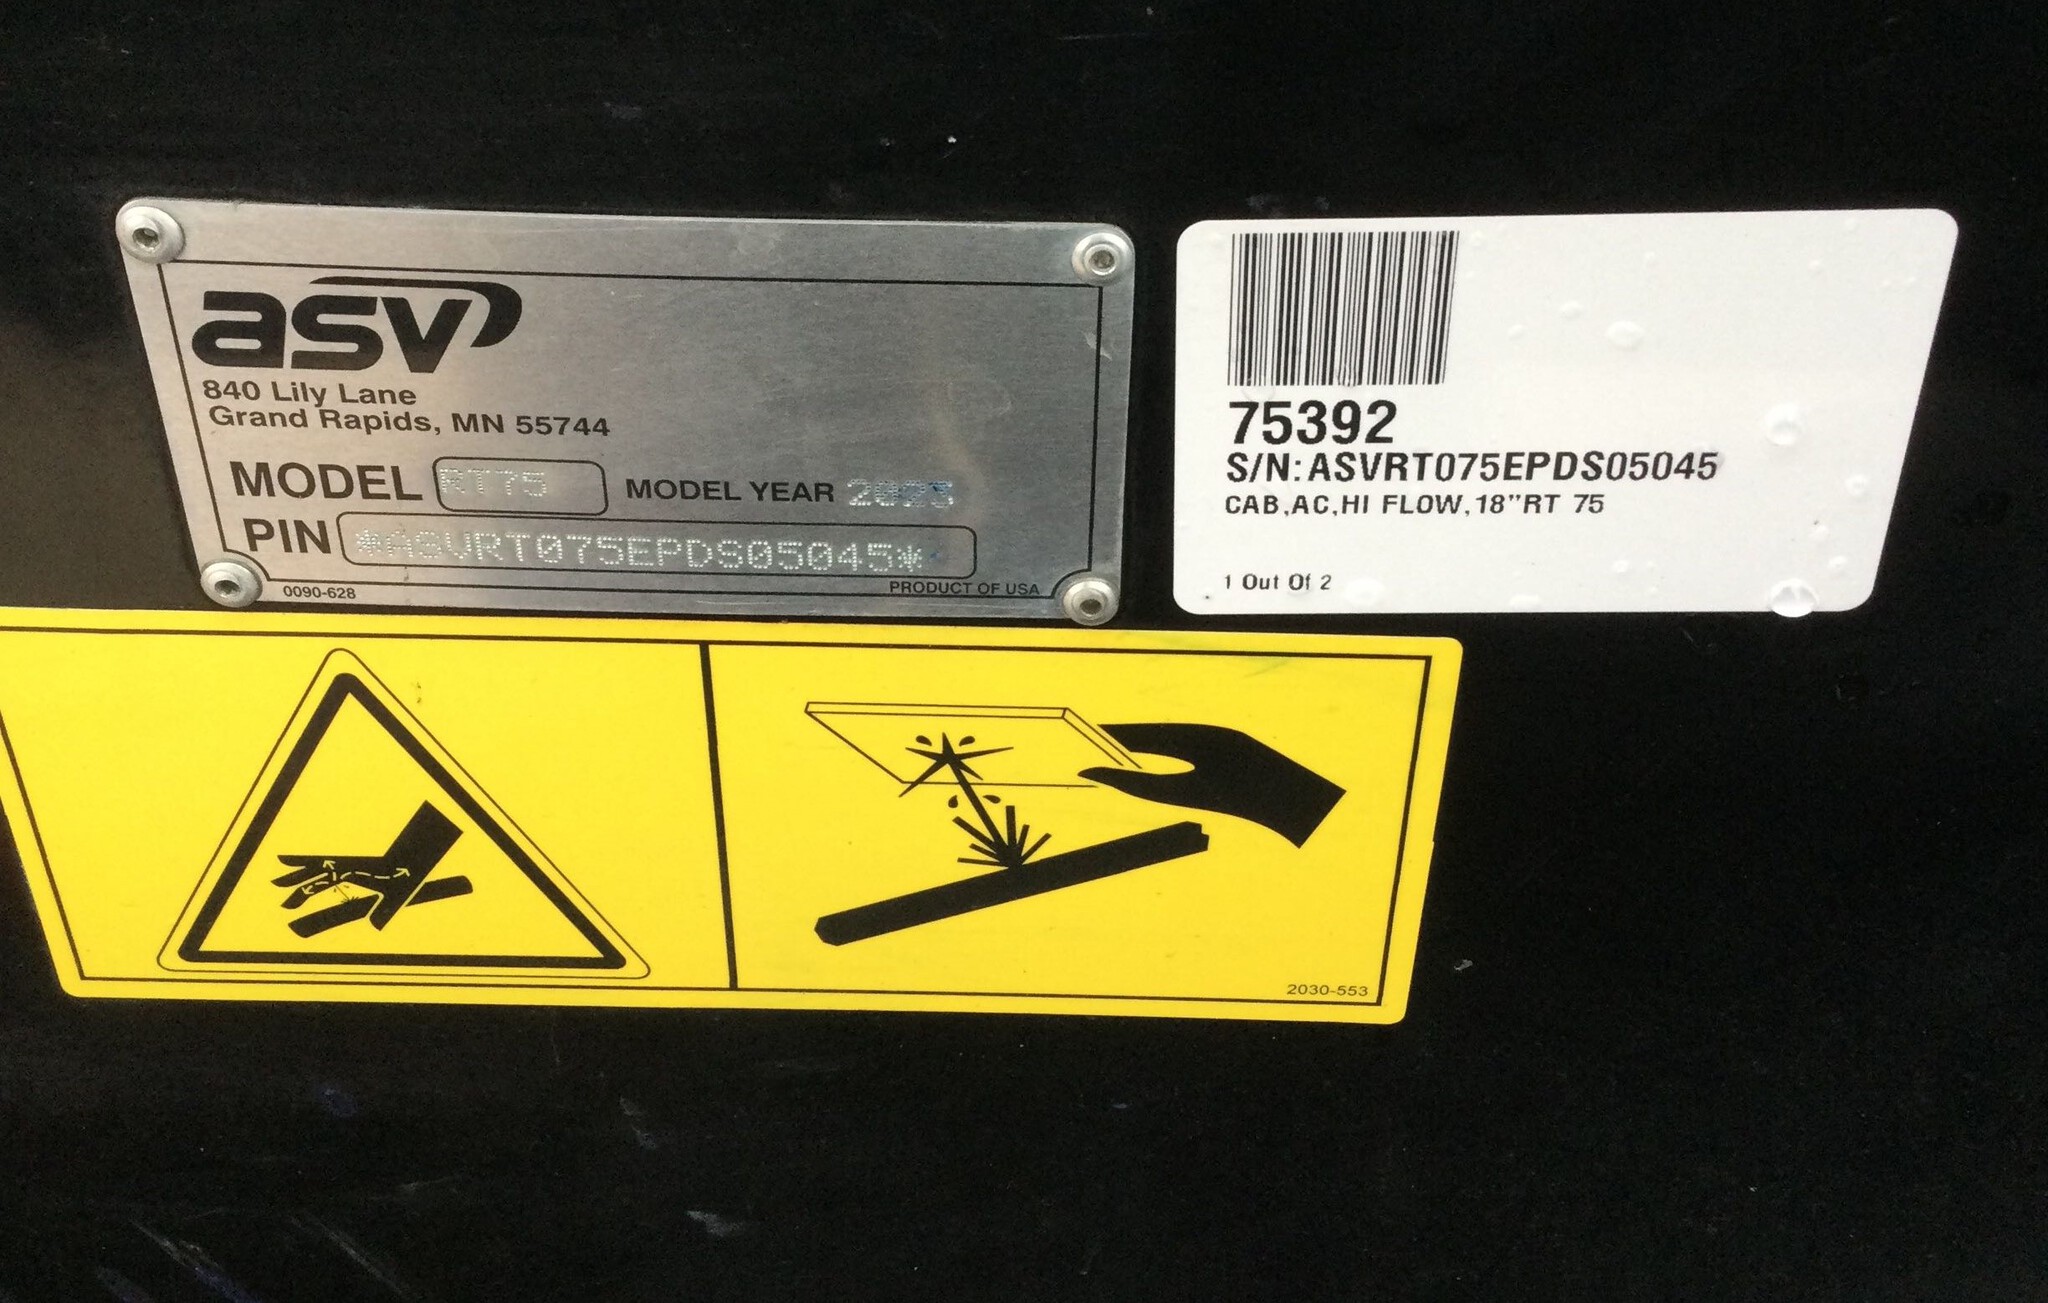 asv
840 Lily Lane
Grand Rapids, MN 55744
MODEL RT75 MODEL YEAR 2023
PIN *ASVRT075EPDS05045*
0090-628 PRODUCT OF USA
75392
S/N:ASVRT075EPDS05045
CAB,AC,HI FLOW,18"RT 75
1 Out Of 2
2030-553